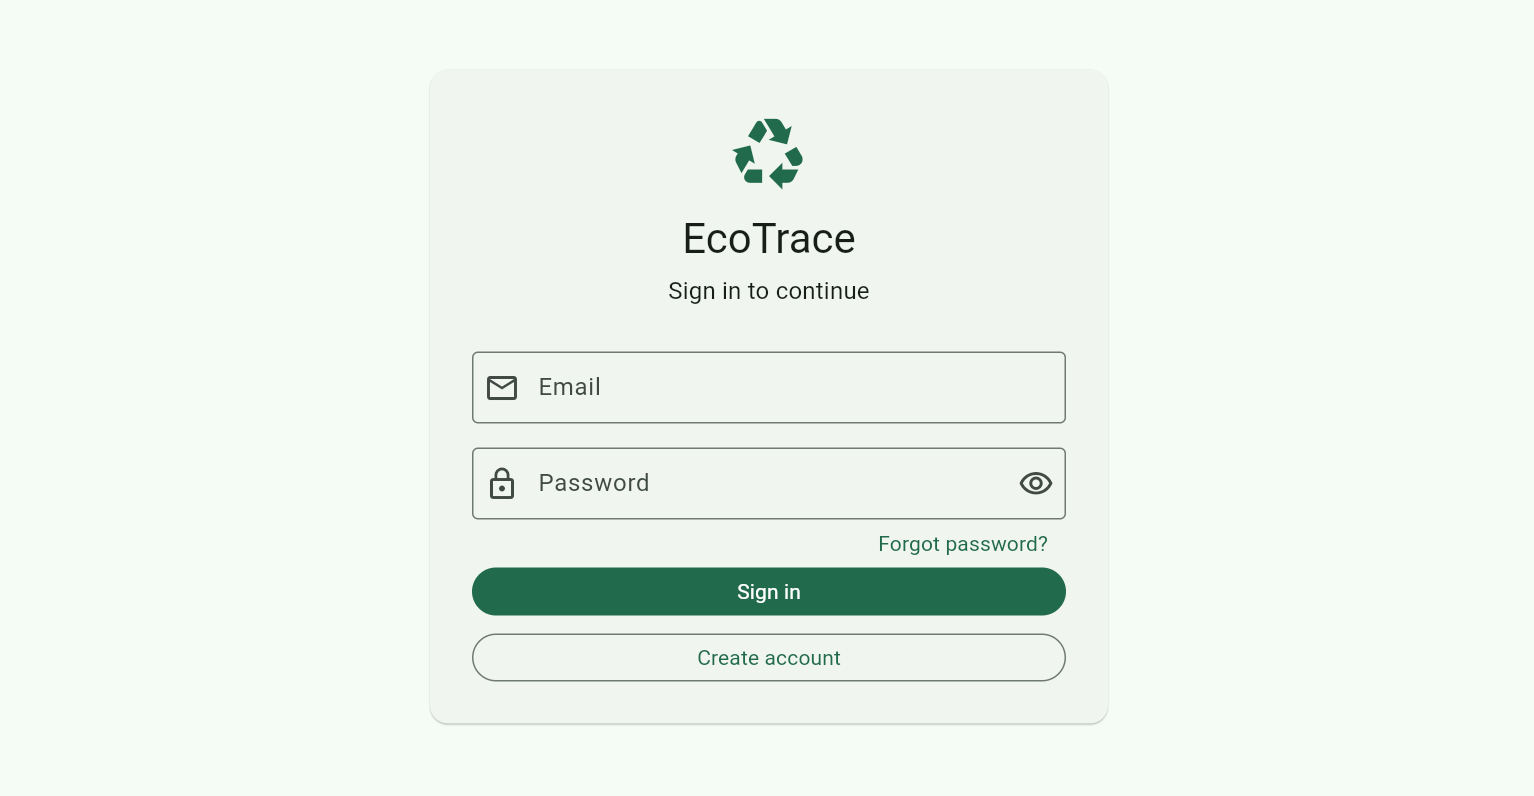 EcoTrace
Sign in to continue
Email
Password
Forgot password?
Sign in
Create account